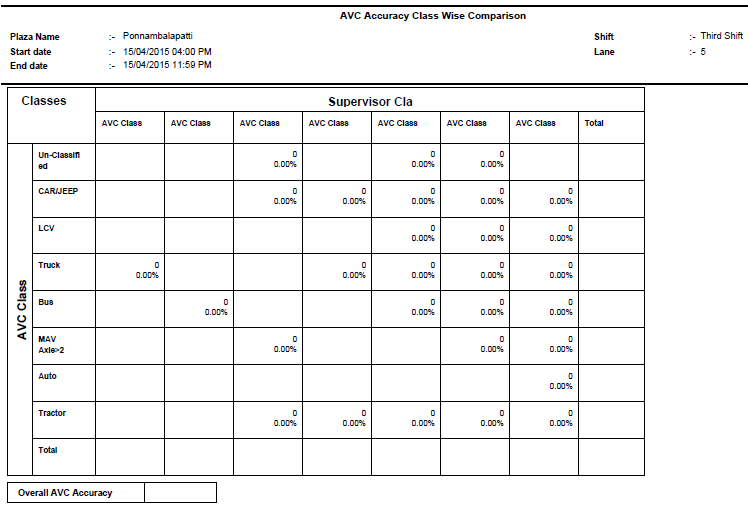 AVC Accuracy Class Wise Comparison
Plaza Name :- Ponnambalapatti Shift :- Third Shift
Start date :- 15/04/2015 04:00 PM Lane :- 5
End date :- 15/04/2015 11:59 PM
Classes Supervisor Cla
AVC Class AVC Class AVC Class AVC Class AVC Class AVC Class AVC Class Total
AVC Class
Un-Classifi 0 0 0
ed 0.00% 0.00% 0.00%
CAR/JEEP 0 0 0 0 0
0.00% 0.00% 0.00% 0.00% 0.00%
LCV 0 0 0
0.00% 0.00% 0.00%
Truck 0 0 0 0 0
0.00% 0.00% 0.00% 0.00% 0.00%
Bus 0 0 0 0
0.00% 0.00% 0.00% 0.00%
MAV 0 0 0
Axle>2 0.00% 0.00% 0.00%
Auto 0
0.00%
Tractor 0 0 0 0 0
0.00% 0.00% 0.00% 0.00% 0.00%
Total
Overall AVC Accuracy